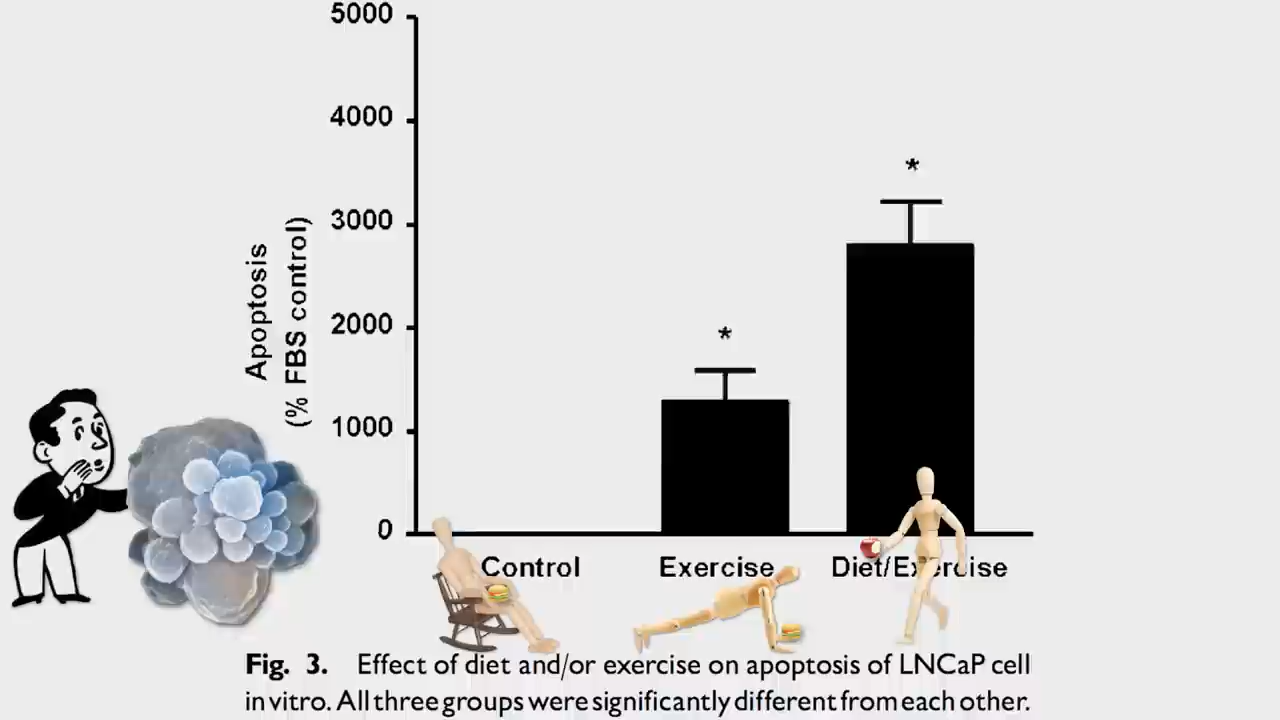 5000
4000
3000
2000
1000
0
Apoptosis
(% FBS control)
*
*
Control
Exercise
Diet/Exercise
Fig. 3. Effect of diet and/or exercise on apoptosis of LNCaP cell
in vitro. All three groups were significantly different from each other.